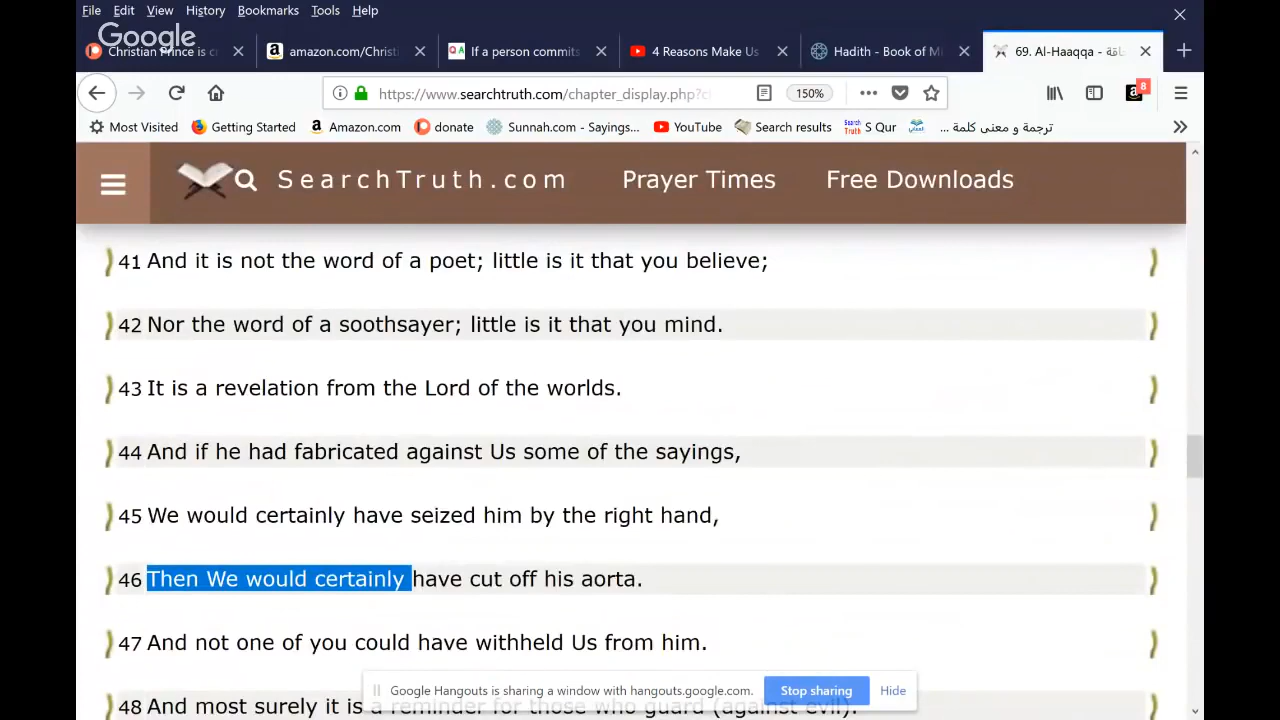 File Edit View History Bookmarks Tools Help
Google
Christian Prince is c
amazon.com/Christi
Q A If a person commits
4 Reasons Make Us
Hadith - Book of Mi
69. Al-Haaqqa -
https://www.searchtruth.com/chapter_display.php?c
150%
8
Most Visited Getting Started Amazon.com donate Sunnah.com - Sayings... YouTube Search results Search Truth S Qur ترجمة و معنى كلمة ...
SearchTruth.com Prayer Times Free Downloads
41 And it is not the word of a poet; little is it that you believe;
42 Nor the word of a soothsayer; little is it that you mind.
43 It is a revelation from the Lord of the worlds.
44 And if he had fabricated against Us some of the sayings,
45 We would certainly have seized him by the right hand,
46 Then We would certainly have cut off his aorta.
47 And not one of you could have withheld Us from him.
Google Hangouts is sharing a window with hangouts.google.com. Stop sharing Hide
48 And most surely it is a reminder for those who guard (against evil).